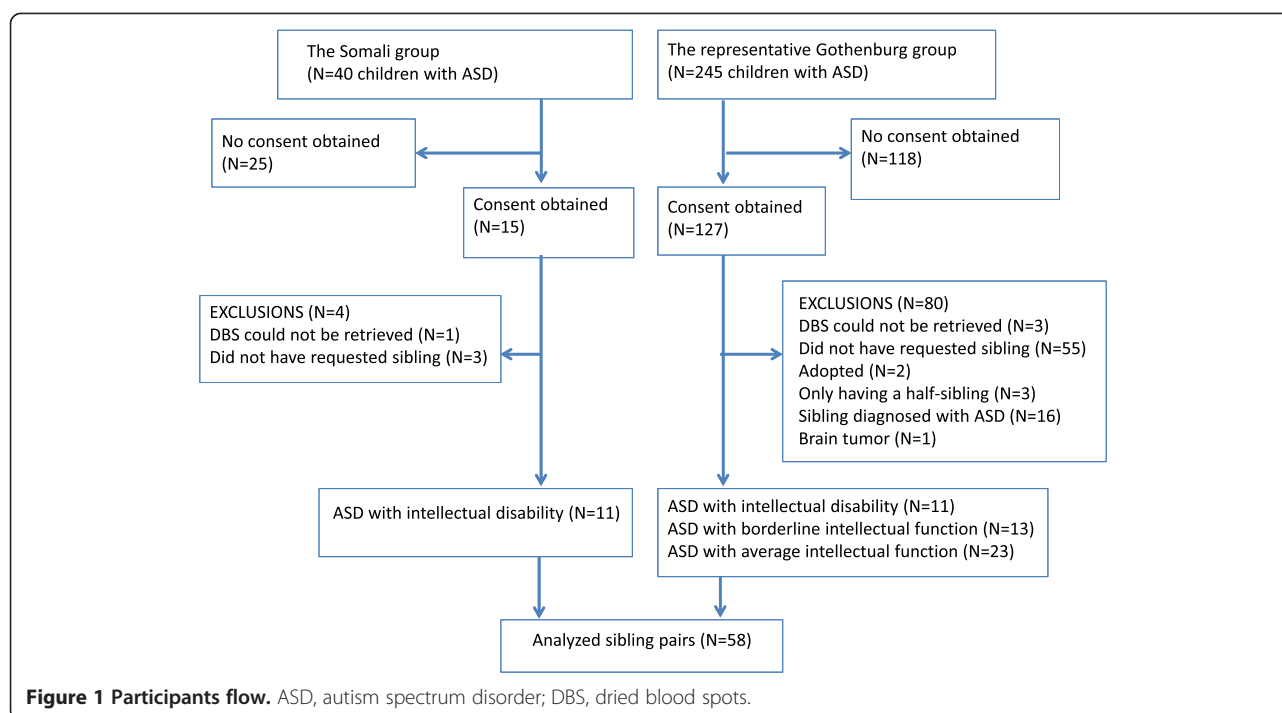 The Somali group
(N=40 children with ASD)
The representative Gothenburg group
(N=245 children with ASD)
No consent obtained
(N=25)
No consent obtained
(N=118)
Consent obtained
(N=15)
Consent obtained
(N=127)
EXCLUSIONS (N=4)
DBS could not be retrieved (N=1)
Did not have requested sibling (N=3)
EXCLUSIONS (N=80)
DBS could not be retrieved (N=3)
Did not have requested sibling (N=55)
Adopted (N=2)
Only having a half-sibling (N=3)
Sibling diagnosed with ASD (N=16)
Brain tumor (N=1)
ASD with intellectual disability (N=11)
ASD with intellectual disability (N=11)
ASD with borderline intellectual function (N=13)
ASD with average intellectual function (N=23)
Analyzed sibling pairs (N=58)
Figure 1 Participants flow. ASD, autism spectrum disorder; DBS, dried blood spots.